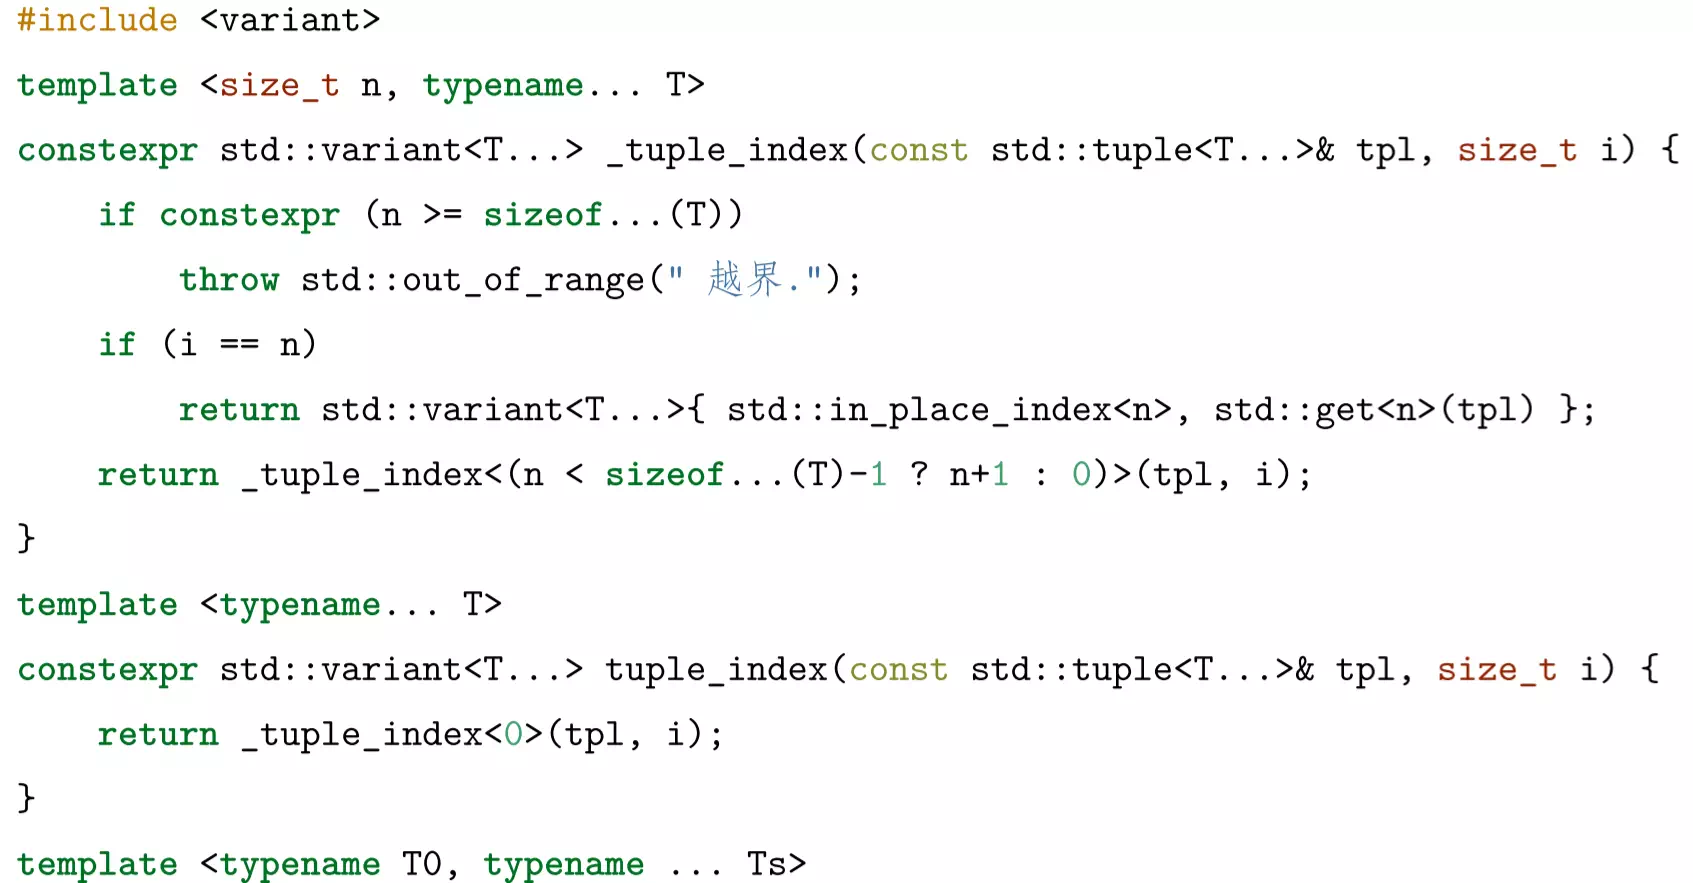 #include <variant>
template <size_t n, typename... T>
constexpr std::variant<T...> _tuple_index(const std::tuple<T...>& tpl, size_t i) {
    if constexpr (n >= sizeof...(T))
        throw std::out_of_range(" 越界.");
    if (i == n)
        return std::variant<T...>{ std::in_place_index<n>, std::get<n>(tpl) };
    return _tuple_index<(n < sizeof...(T)-1 ? n+1 : 0)>(tpl, i);
}
template <typename... T>
constexpr std::variant<T...> tuple_index(const std::tuple<T...>& tpl, size_t i) {
    return _tuple_index<0>(tpl, i);
}
template <typename T0, typename ... Ts>